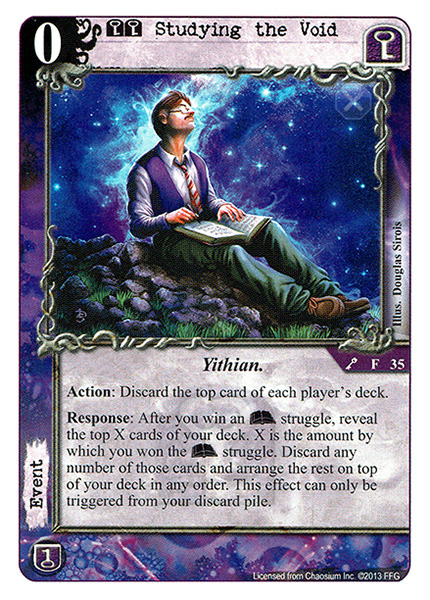 0
Studying the Void
Illus. Douglas Sirois
Yithian.
F 35
Action: Discard the top card of each player's deck.
Response: After you win an struggle, reveal
the top X cards of your deck. X is the amount by
which you won the struggle. Discard any
number of those cards and arrange the rest on top
of your deck in any order. This effect can only be
triggered from your discard pile.
Event
1
Licensed from Chaosium Inc. ©2013 FFG